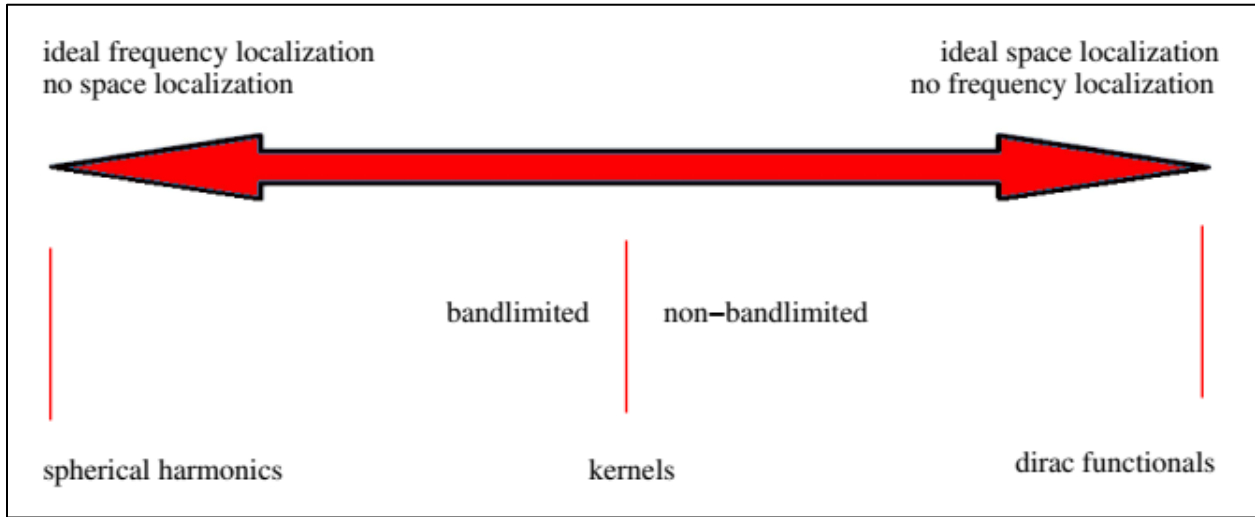 ideal frequency localization
no space localization
ideal space localization
no frequency localization
bandlimited
non−bandlimited
spherical harmonics
kernels
dirac functionals